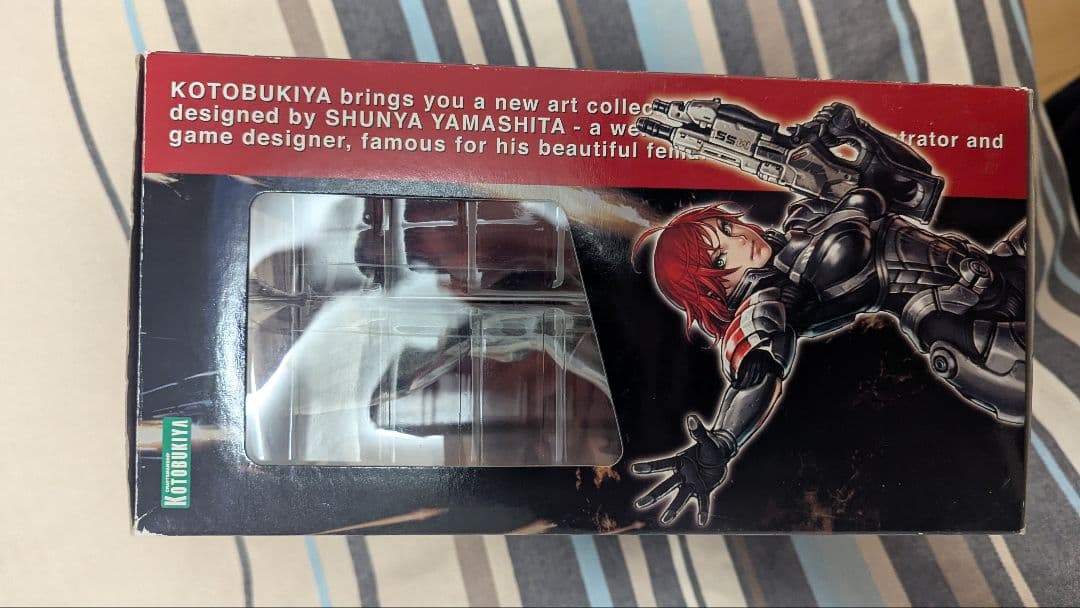 KOTOBUKIYA brings you a new art collec
designed by SHUNYA YAMASHITA - a we trator and
game designer, famous for his beautiful fem
SS
KOTOBUKIYA